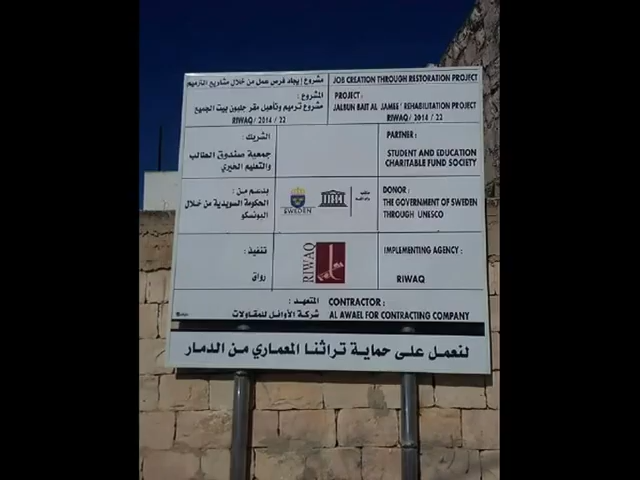 مشروع إيجاد فرص عمل من خلال مشاريع الترميم
JOB CREATION THROUGH RESTORATION PROJECT
المشروع :
مشروع ترميم وتأهيل مقر جلبون بيت الجميع
RIWAQ/ 2014 / 22
PROJECT :
JALBUN BAIT AL JAMEE' REHABILITATION PROJECT
RIWAQ/ 2014 / 22
الشريك :
جمعية صندوق الطالب
والتعليم الخيري
PARTNER:
STUDENT AND EDUCATION
CHARITABLE FUND SOCIETY
بدعم من :
الحكومة السويدية من خلال
اليونسكو
SWEDEN
DONOR:
THE GOVERNMENT OF SWEDEN
THROUGH UNESCO
تنفيذ :
رواق
RIWAQ
IMPLEMENTING AGENCY:
RIWAQ
المتعهد :
شركة الأوائل للمقاولات
CONTRACTOR :
AL AWAEL FOR CONTRACTING COMPANY
لنعمل على حماية تراثنا المعماري من الدمار